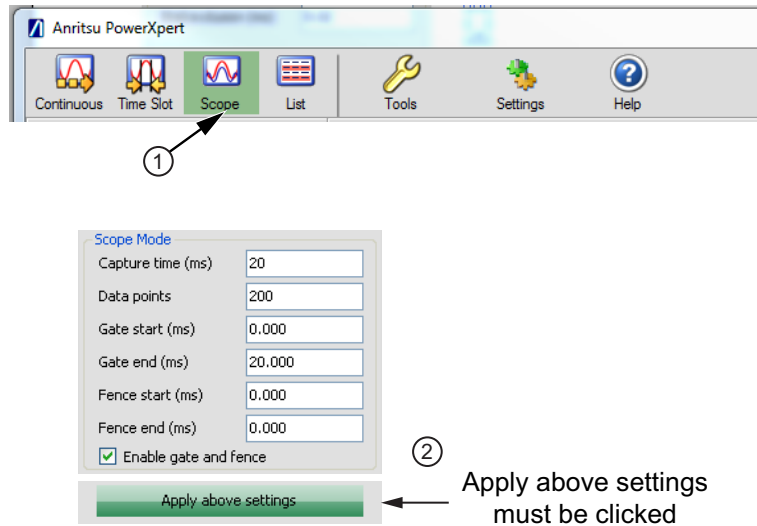 Anritsu PowerXpert
Continuous Time Slot Scope List Tools Settings Help
1
Scope Mode
Capture time (ms) 20
Data points 200
Gate start (ms) 0.000
Gate end (ms) 20.000
Fence start (ms) 0.000
Fence end (ms) 0.000
Enable gate and fence
2
Apply above settings
Apply above settings
must be clicked